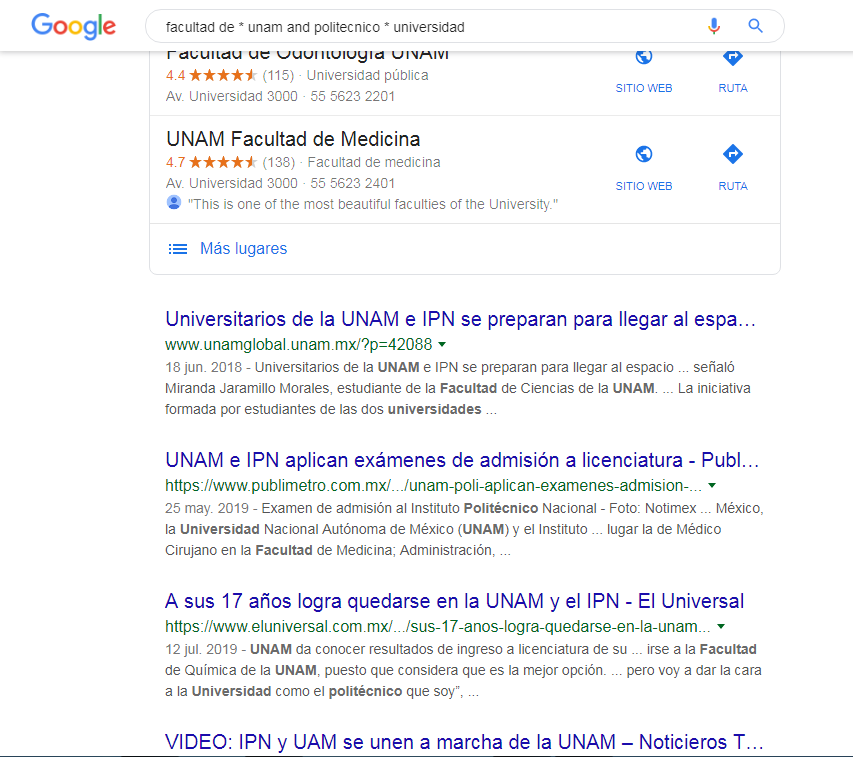 Google
facultad de * unam and politecnico * universidad
Facultad de Odontología UNAM
4.4 ★★★★★ (115) · Universidad pública
Av. Universidad 3000 · 55 5623 2201
SITIO WEB
RUTA
UNAM Facultad de Medicina
4.7 ★★★★★ (138) · Facultad de medicina
Av. Universidad 3000 · 55 5623 2401
"This is one of the most beautiful faculties of the University."
SITIO WEB
RUTA
Más lugares
Universitarios de la UNAM e IPN se preparan para llegar al espa…
www.unamglobal.unam.mx/?p=42088
18 jun. 2018 - Universitarios de la UNAM e IPN se preparan para llegar al espacio ... señaló
Miranda Jaramillo Morales, estudiante de la Facultad de Ciencias de la UNAM. ... La iniciativa
formada por estudiantes de las dos universidades ...
UNAM e IPN aplican exámenes de admisión a licenciatura - Publ…
https://www.publimetro.com.mx/.../unam-poli-aplican-examenes-admision-...
25 may. 2019 - Examen de admisión al Instituto Politécnico Nacional - Foto: Notimex ... México,
la Universidad Nacional Autónoma de México (UNAM) y el Instituto ... lugar la de Médico
Cirujano en la Facultad de Medicina; Administración, ...
A sus 17 años logra quedarse en la UNAM y el IPN - El Universal
https://www.eluniversal.com.mx/.../sus-17-anos-logra-quedarse-en-la-unam...
12 jul. 2019 - UNAM da conocer resultados de ingreso a licenciatura de su ... irse a la Facultad
de Química de la UNAM, puesto que considera que es la mejor opción. ... pero voy a dar la cara
a la Universidad como el politécnico que soy”, ...
VIDEO: IPN y UAM se unen a marcha de la UNAM – Noticieros T…